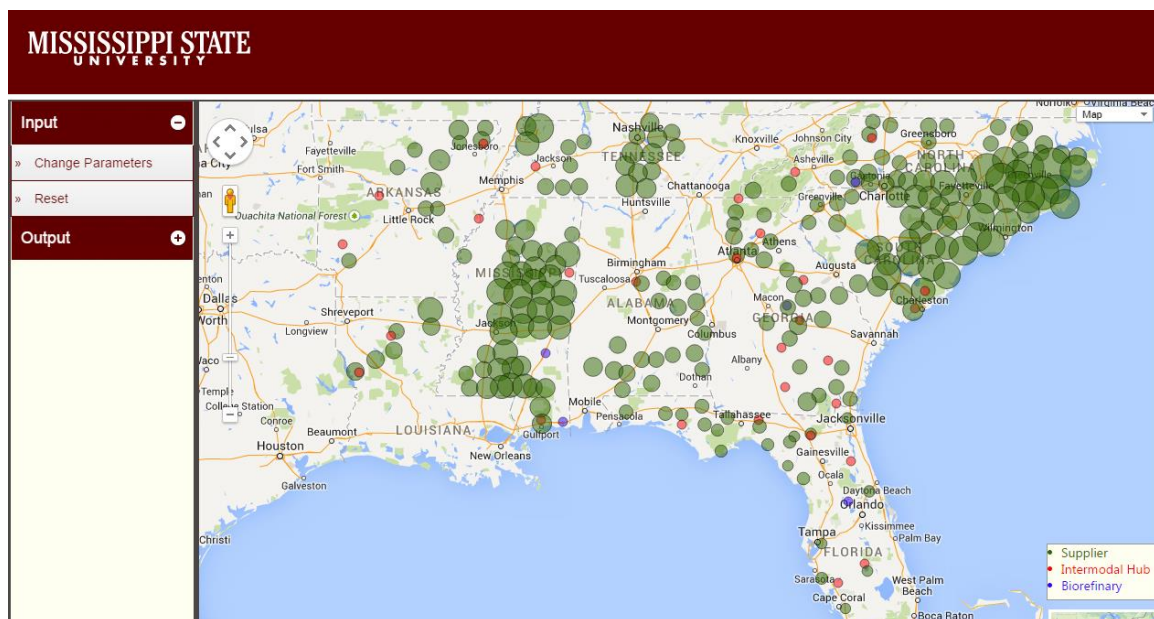 MISSISSIPPI STATE
UNIVERSITY
Input
» Change Parameters
» Reset
Output
Map
Nashville
TENNESSEE
Knoxville
Johnson City
Greensboro
NORTH
CAROLINA
Fayetteville
Fort Smith
Jonesboro
Jackson
Memphis
Asheville
Chattanooga
Greenville
Charlotte
Fayetteville
ARKANSAS
Ouachita National Forest
Little Rock
Huntsville
Wilmington
Atlanta
Athens
SOUTH
CAROLINA
Birmingham
Tuscaloosa
Augusta
MISSISSIPPI
ALABAMA
Charleston
Dallas
Shreveport
Longview
Jackson
Montgomery
Columbus
Macon
GEORGIA
Savannah
Albany
Dothan
Temple
College Station
Conroe
Beaumont
LOUISIANA
Mobile
Pensacola
Tallahassee
Jacksonville
Houston
Gulfport
New Orleans
Gainesville
Galveston
Ocala
Daytona Beach
Orlando
Kissimmee
Tampa
Palm Bay
FLORIDA
Christi
Sarasota
West Palm
Beach
Cape Coral
Boca Raton
Supplier
Intermodal Hub
Biorefinary